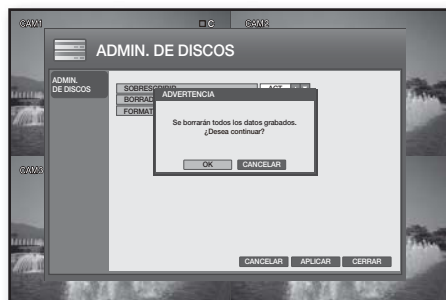 CAM1
C
CAM2
ADMIN. DE DISCOS
ADMIN.
DE DISCOS
SOBRESCRIBIR
ACT
BORRAD
FORMAT
ADVERTENCIA
Se borrarán todos los datos grabados.
¿Desea continuar?
OK
CANCELAR
CAM3
CANCELAR
APLICAR
CERRAR